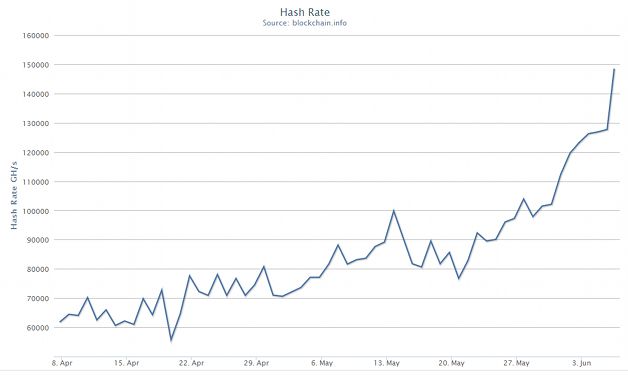 Hash Rate
Source: blockchain.info
160000
150000
140000
130000
120000
110000
100000
90000
80000
70000
60000
Hash Rate GH/s
8. Apr 15. Apr 22. Apr 29. Apr 6. May 13. May 20. May 27. May 3. Jun